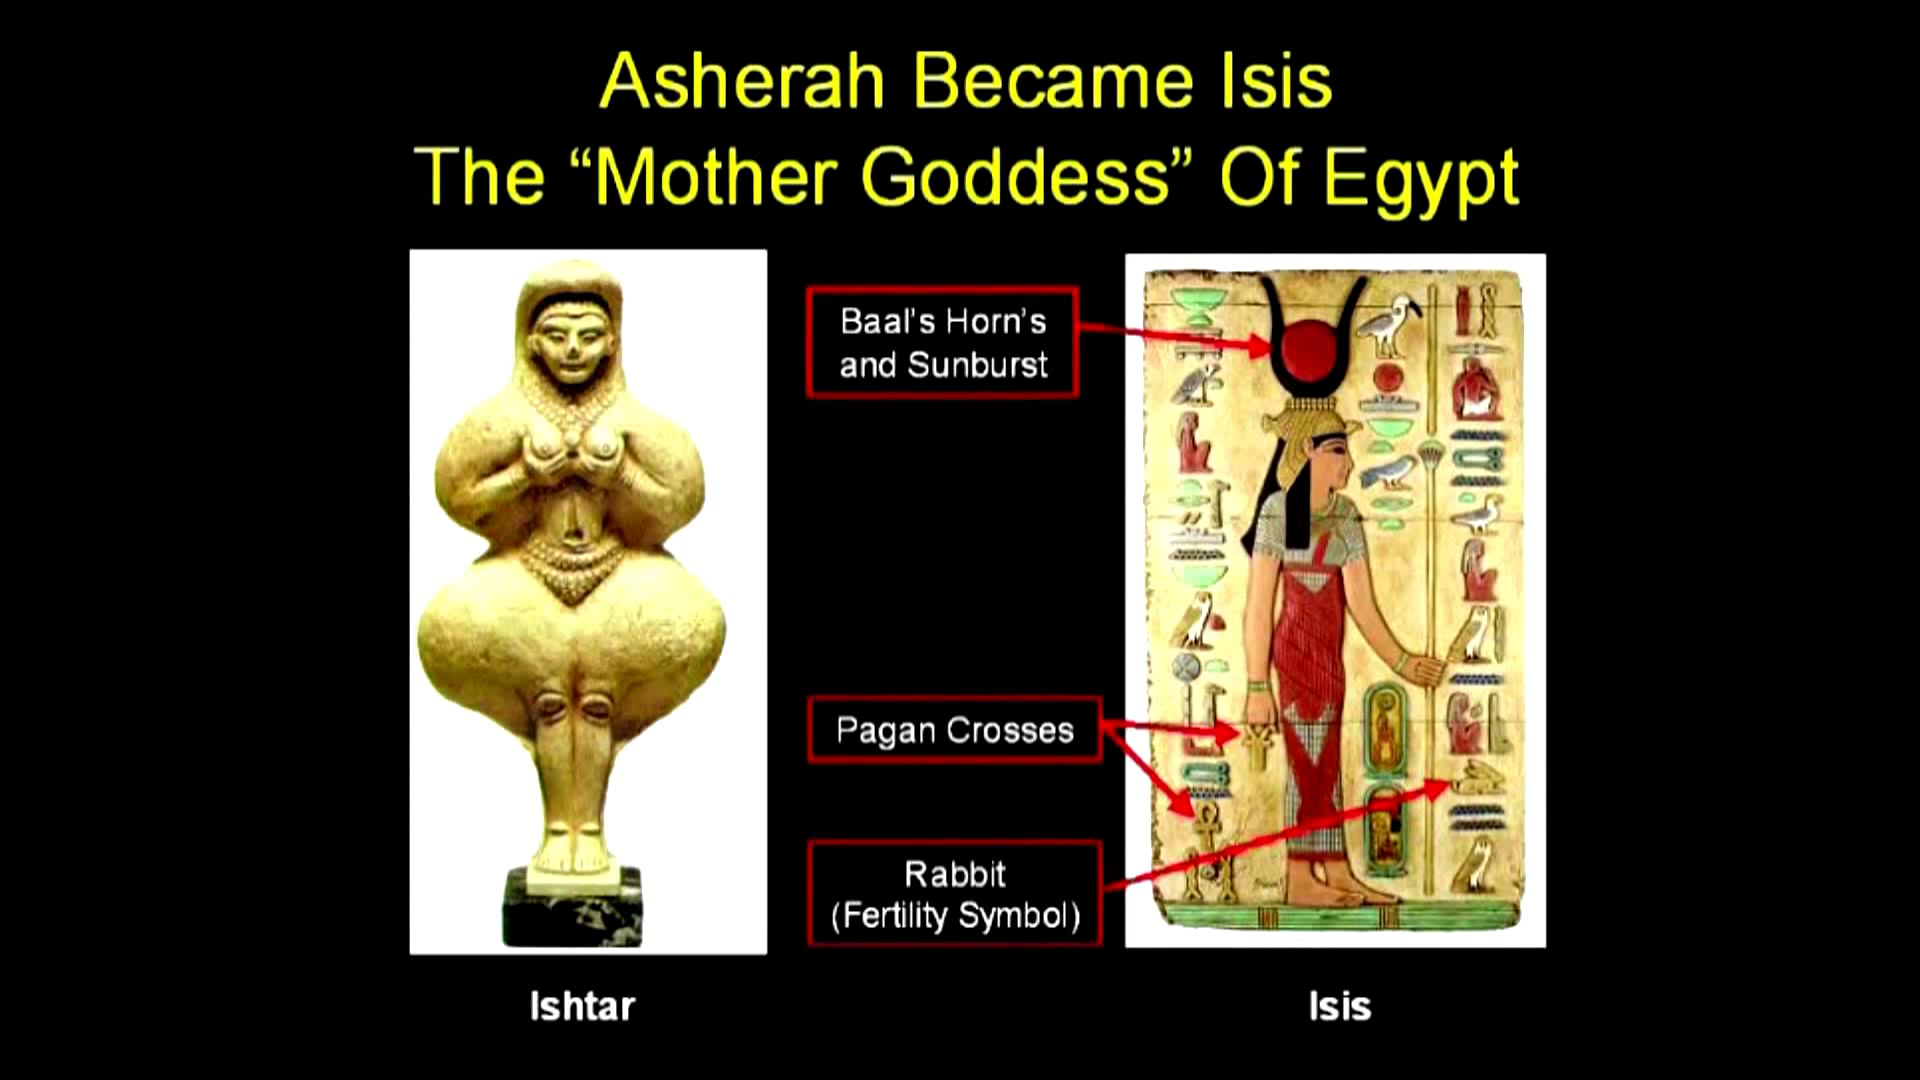 Asherah Became Isis
The “Mother Goddess” Of Egypt
Baal's Horn's
and Sunburst
Pagan Crosses
Rabbit
(Fertility Symbol)
Ishtar
Isis